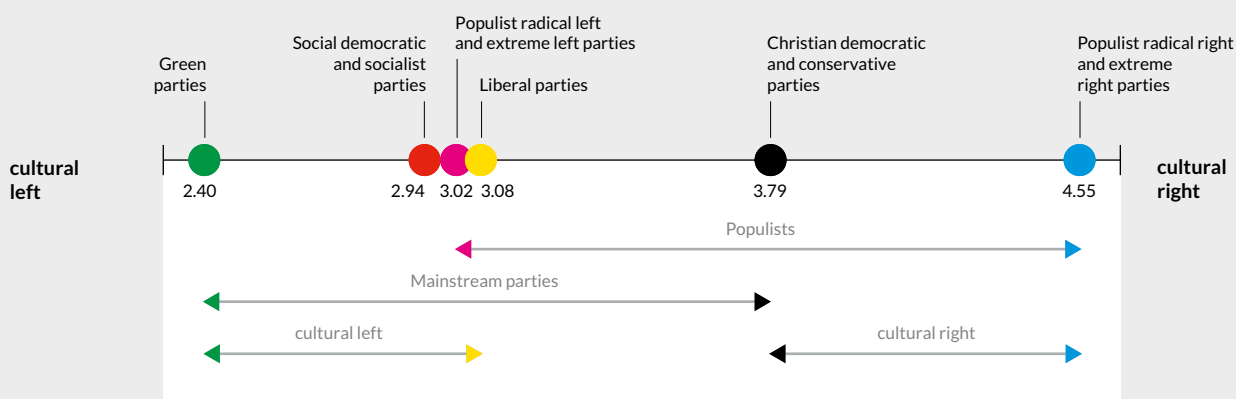 Populist radical left
and extreme left parties
Social democratic
and socialist
parties
Christian democratic
and conservative
parties
Populist radical right
and extreme
right parties
Green
parties
Liberal parties
cultural
left
cultural
right
2.40
2.94
3.02
3.08
3.79
4.55
Populists
Mainstream parties
cultural left
cultural right